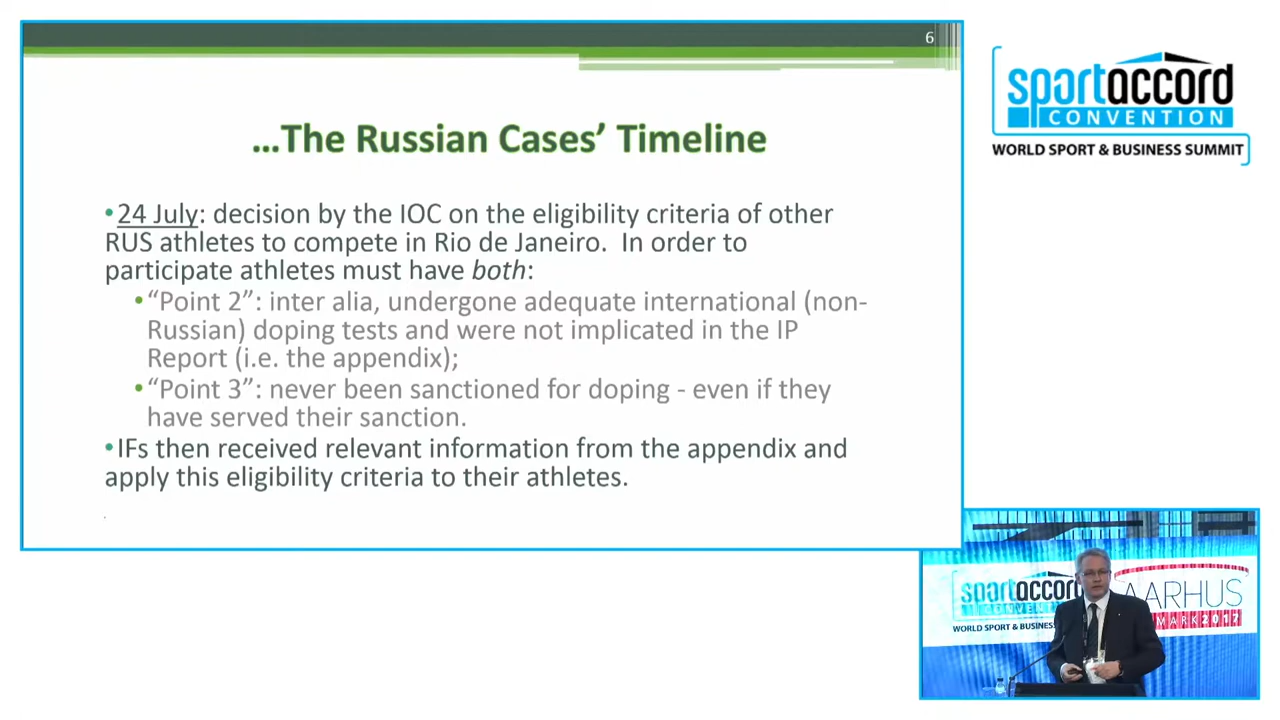 6
…The Russian Cases’ Timeline
•24 July: decision by the IOC on the eligibility criteria of other
RUS athletes to compete in Rio de Janeiro.  In order to
participate athletes must have both:
•“Point 2”: inter alia, undergone adequate international (non-
Russian) doping tests and were not implicated in the IP
Report (i.e. the appendix);
•“Point 3”: never been sanctioned for doping - even if they
have served their sanction.
•IFs then received relevant information from the appendix and
apply this eligibility criteria to their athletes.
sportaccord
CONVENTION
WORLD SPORT & BUSINESS SUMMIT
sportaccord
WORLD SPORT & BUSINESS
AARHUS
MARK2017